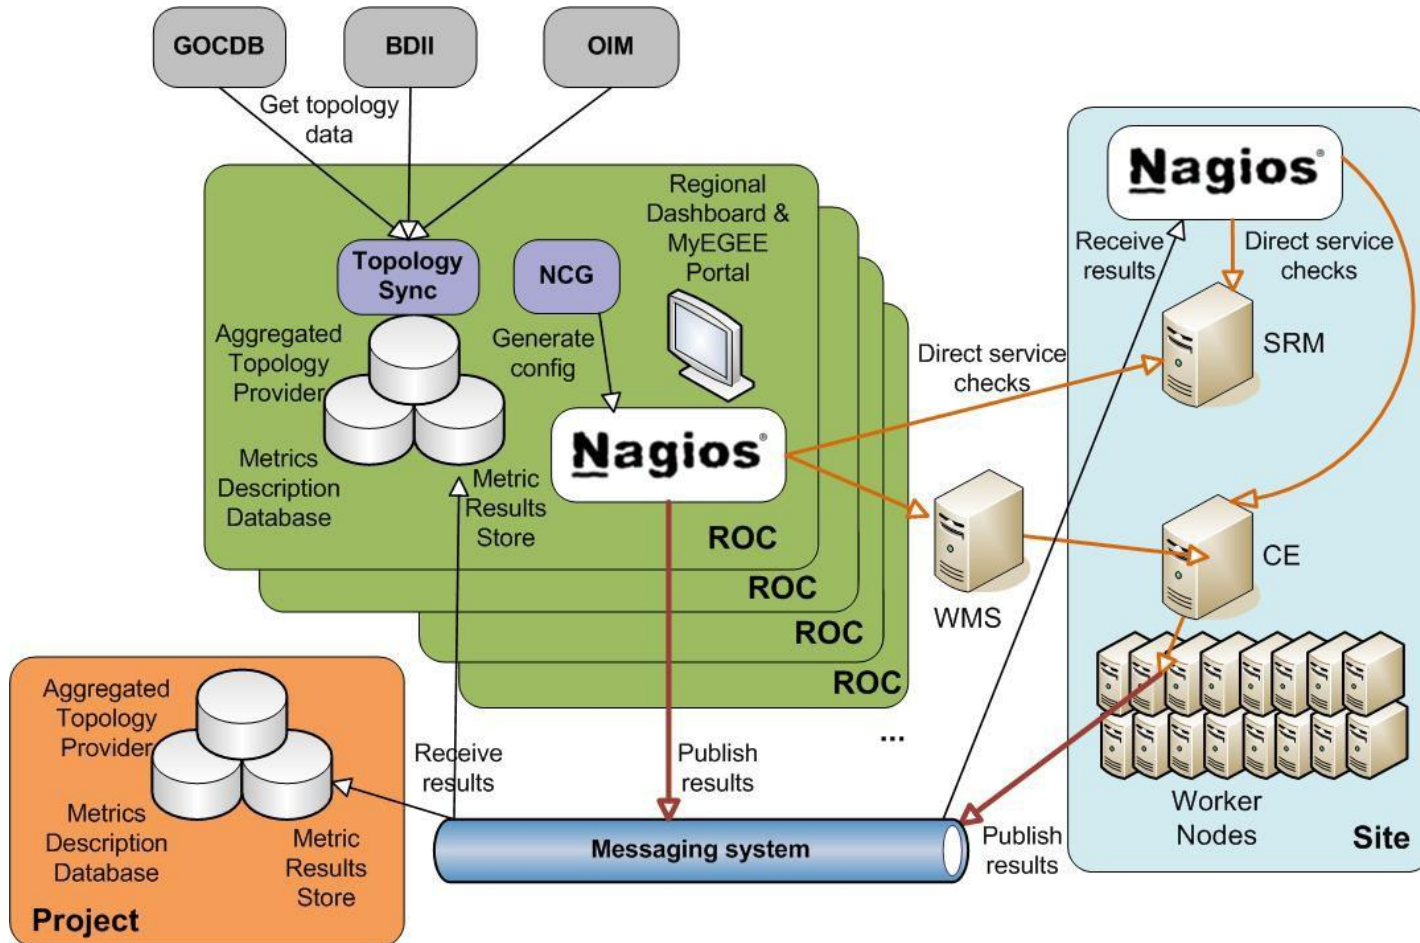 GOCDB
BDII
OIM
Get topology
data
Topology
Sync
NCG
Regional
Dashboard &
MyEGEE
Portal
Aggregated
Topology
Provider
Generate
config
Metrics
Description
Database
Metric
Results
Store
Nagios®
ROC
ROC
ROC
ROC
...
Direct service
checks
WMS
Nagios®
Receive
results
Direct service
checks
SRM
CE
Worker
Nodes
Site
Aggregated
Topology
Provider
Metrics
Description
Database
Metric
Results
Store
Project
Receive
results
Publish
results
Messaging system
Publish
results